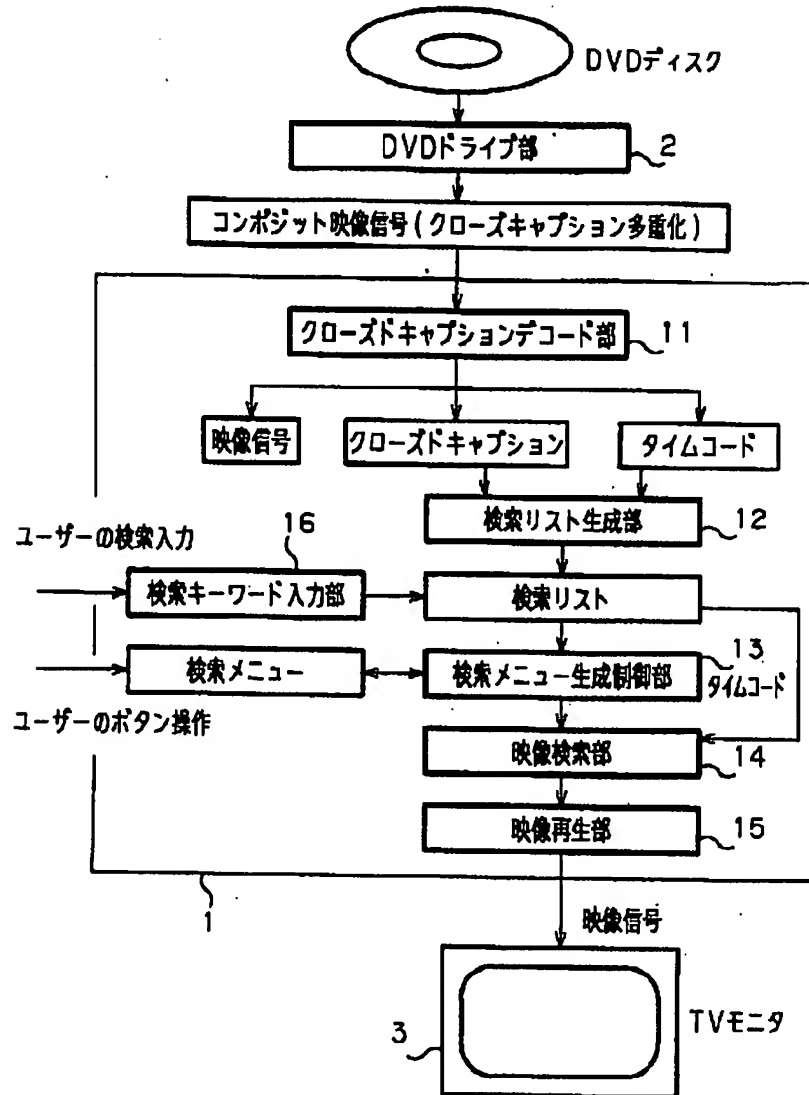 DVDディスク
DVDドライブ部
2
コンポジット映像信号(クローズキャプション多重化)
クローズドキャプションデコード部
11
映像信号
クローズドキャプション
タイムコード
検索リスト生成部
12
ユーザーの検索入力
16
検索キーワード入力部
検索リスト
検索メニュー
検索メニュー生成制御部
13
タイムコード
ユーザーのボタン操作
映像検索部
14
映像再生部
15
1
映像信号
3
TVモニタ